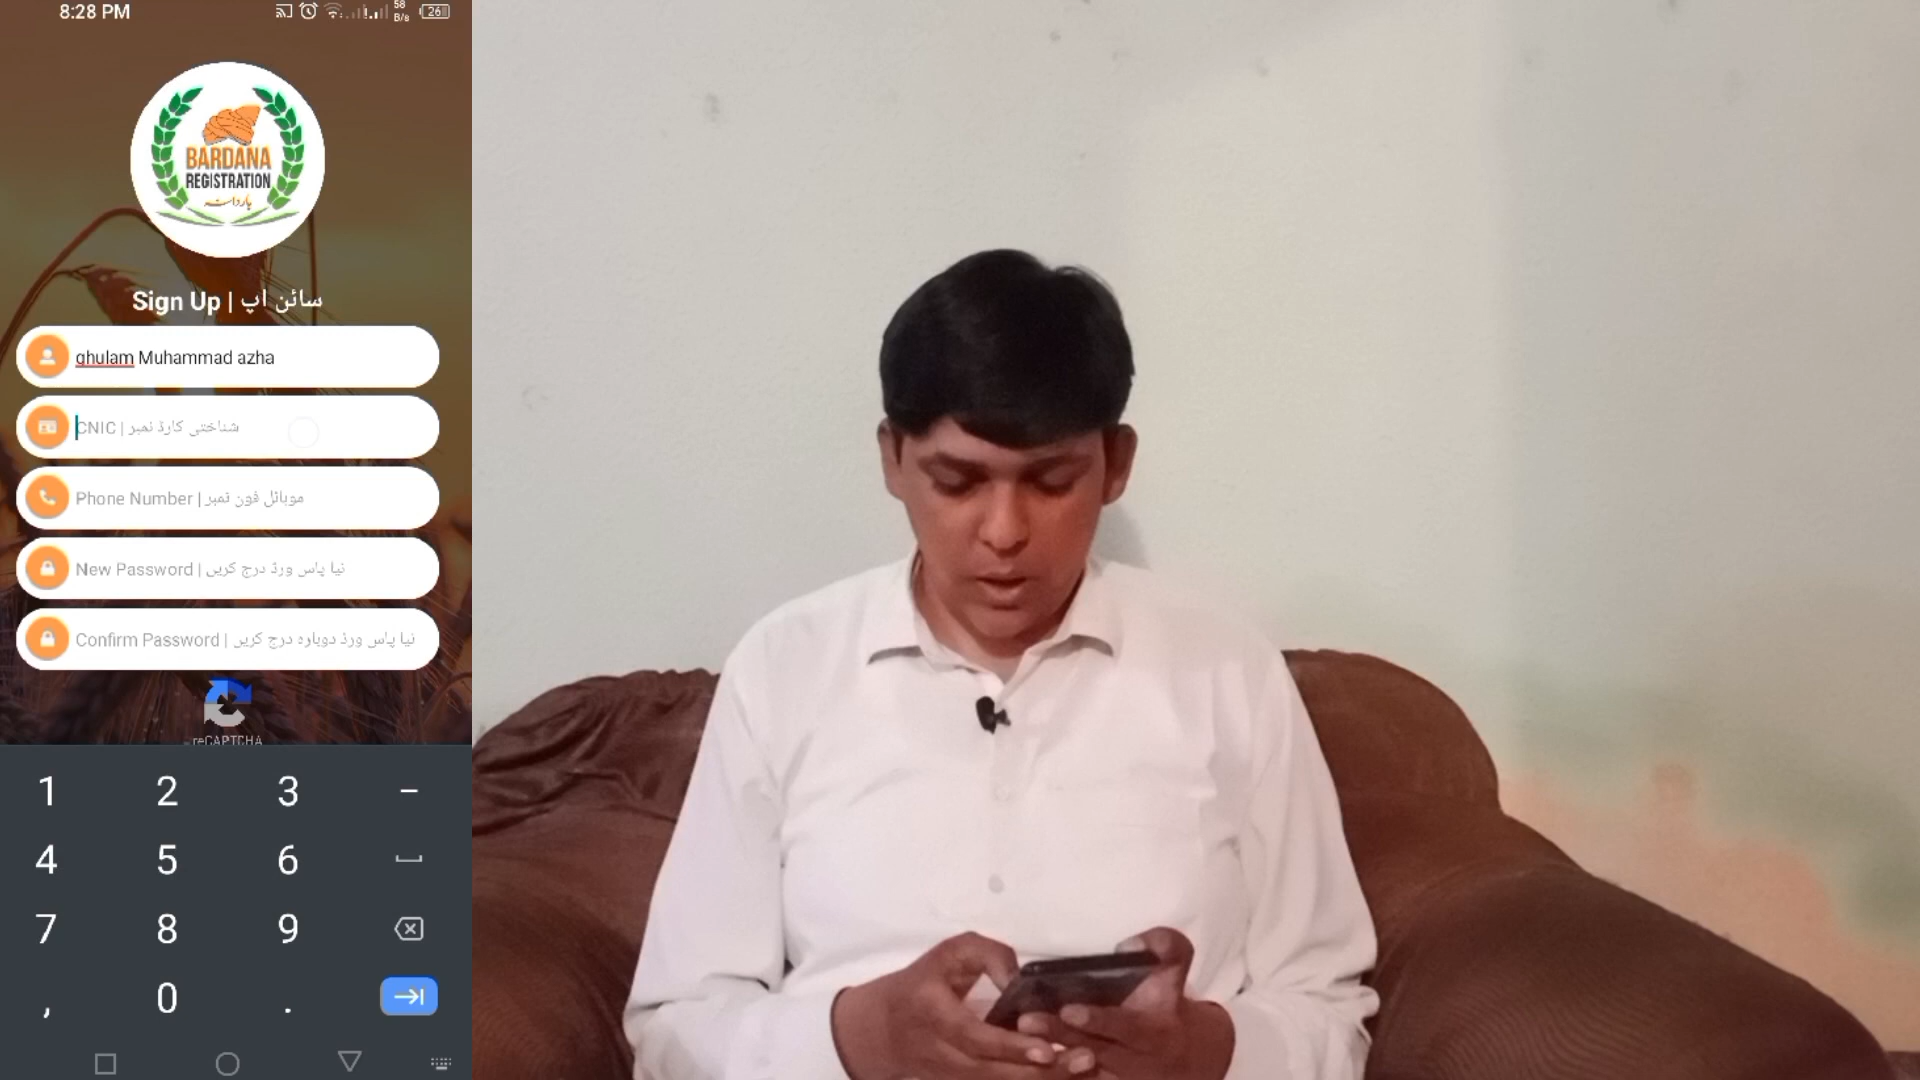 8:28 PM
58
B/s
26
BARDANA
REGISTRATION
باردانہ
Sign Up | سائن اپ
ghulam Muhammad azha
CNIC | شناختی کارڈ نمبر
Phone Number | موبائل فون نمبر
New Password | نیا پاس ورڈ درج کریں
Confirm Password | نیا پاس ورڈ دوبارہ درج کریں
reCAPTCHA
1 2 3 –
4 5 6
7 8 9
, 0 .